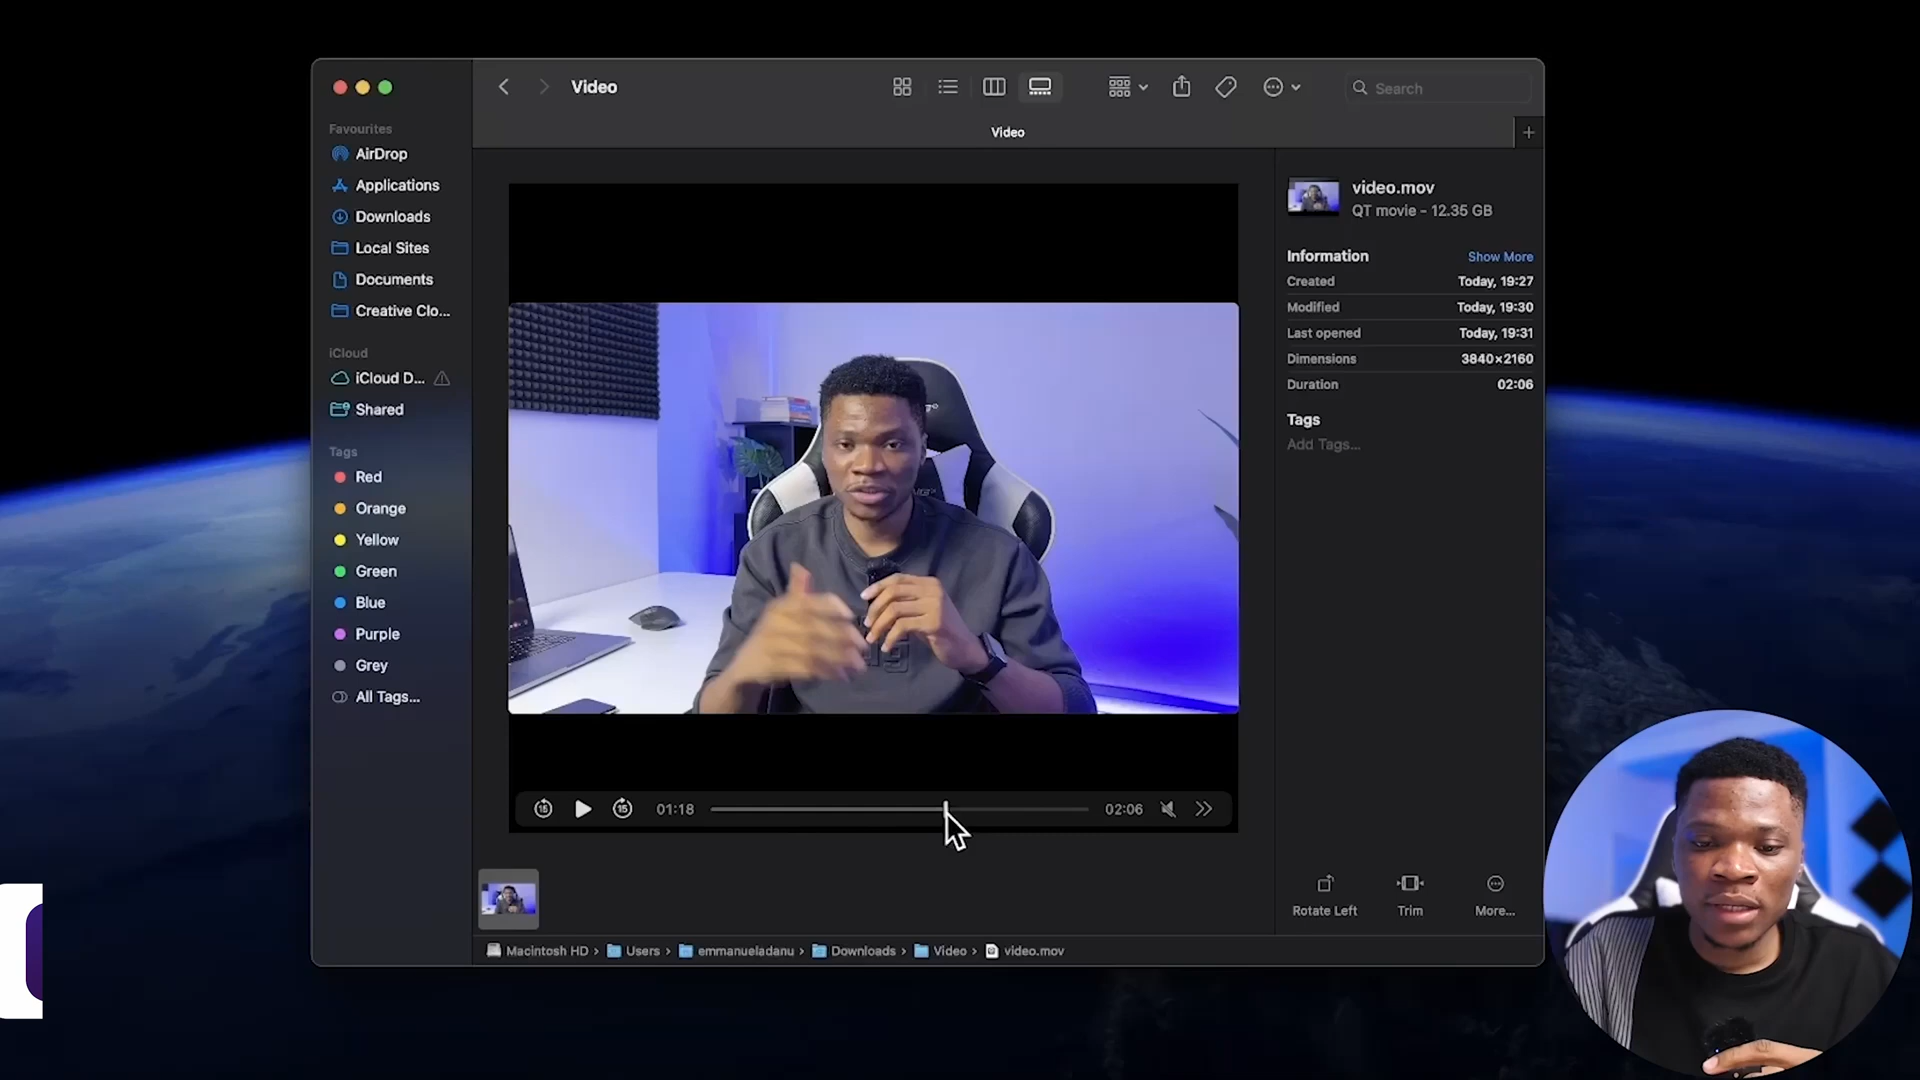 Video
Search
Video
Favourites
AirDrop
Applications
Downloads
Local Sites
Documents
Creative Clo...
iCloud
iCloud D...
Shared
Tags
Red
Orange
Yellow
Green
Blue
Purple
Grey
All Tags...
15
15
01:18
02:06
video.mov
QT movie - 12.35 GB
Information Show More
Created Today, 19:27
Modified Today, 19:30
Last opened Today, 19:31
Dimensions 3840×2160
Duration 02:06
Tags
Add Tags...
Rotate Left Trim More...
Macintosh HD › Users › emmanueladanu › Downloads › Video › video.mov